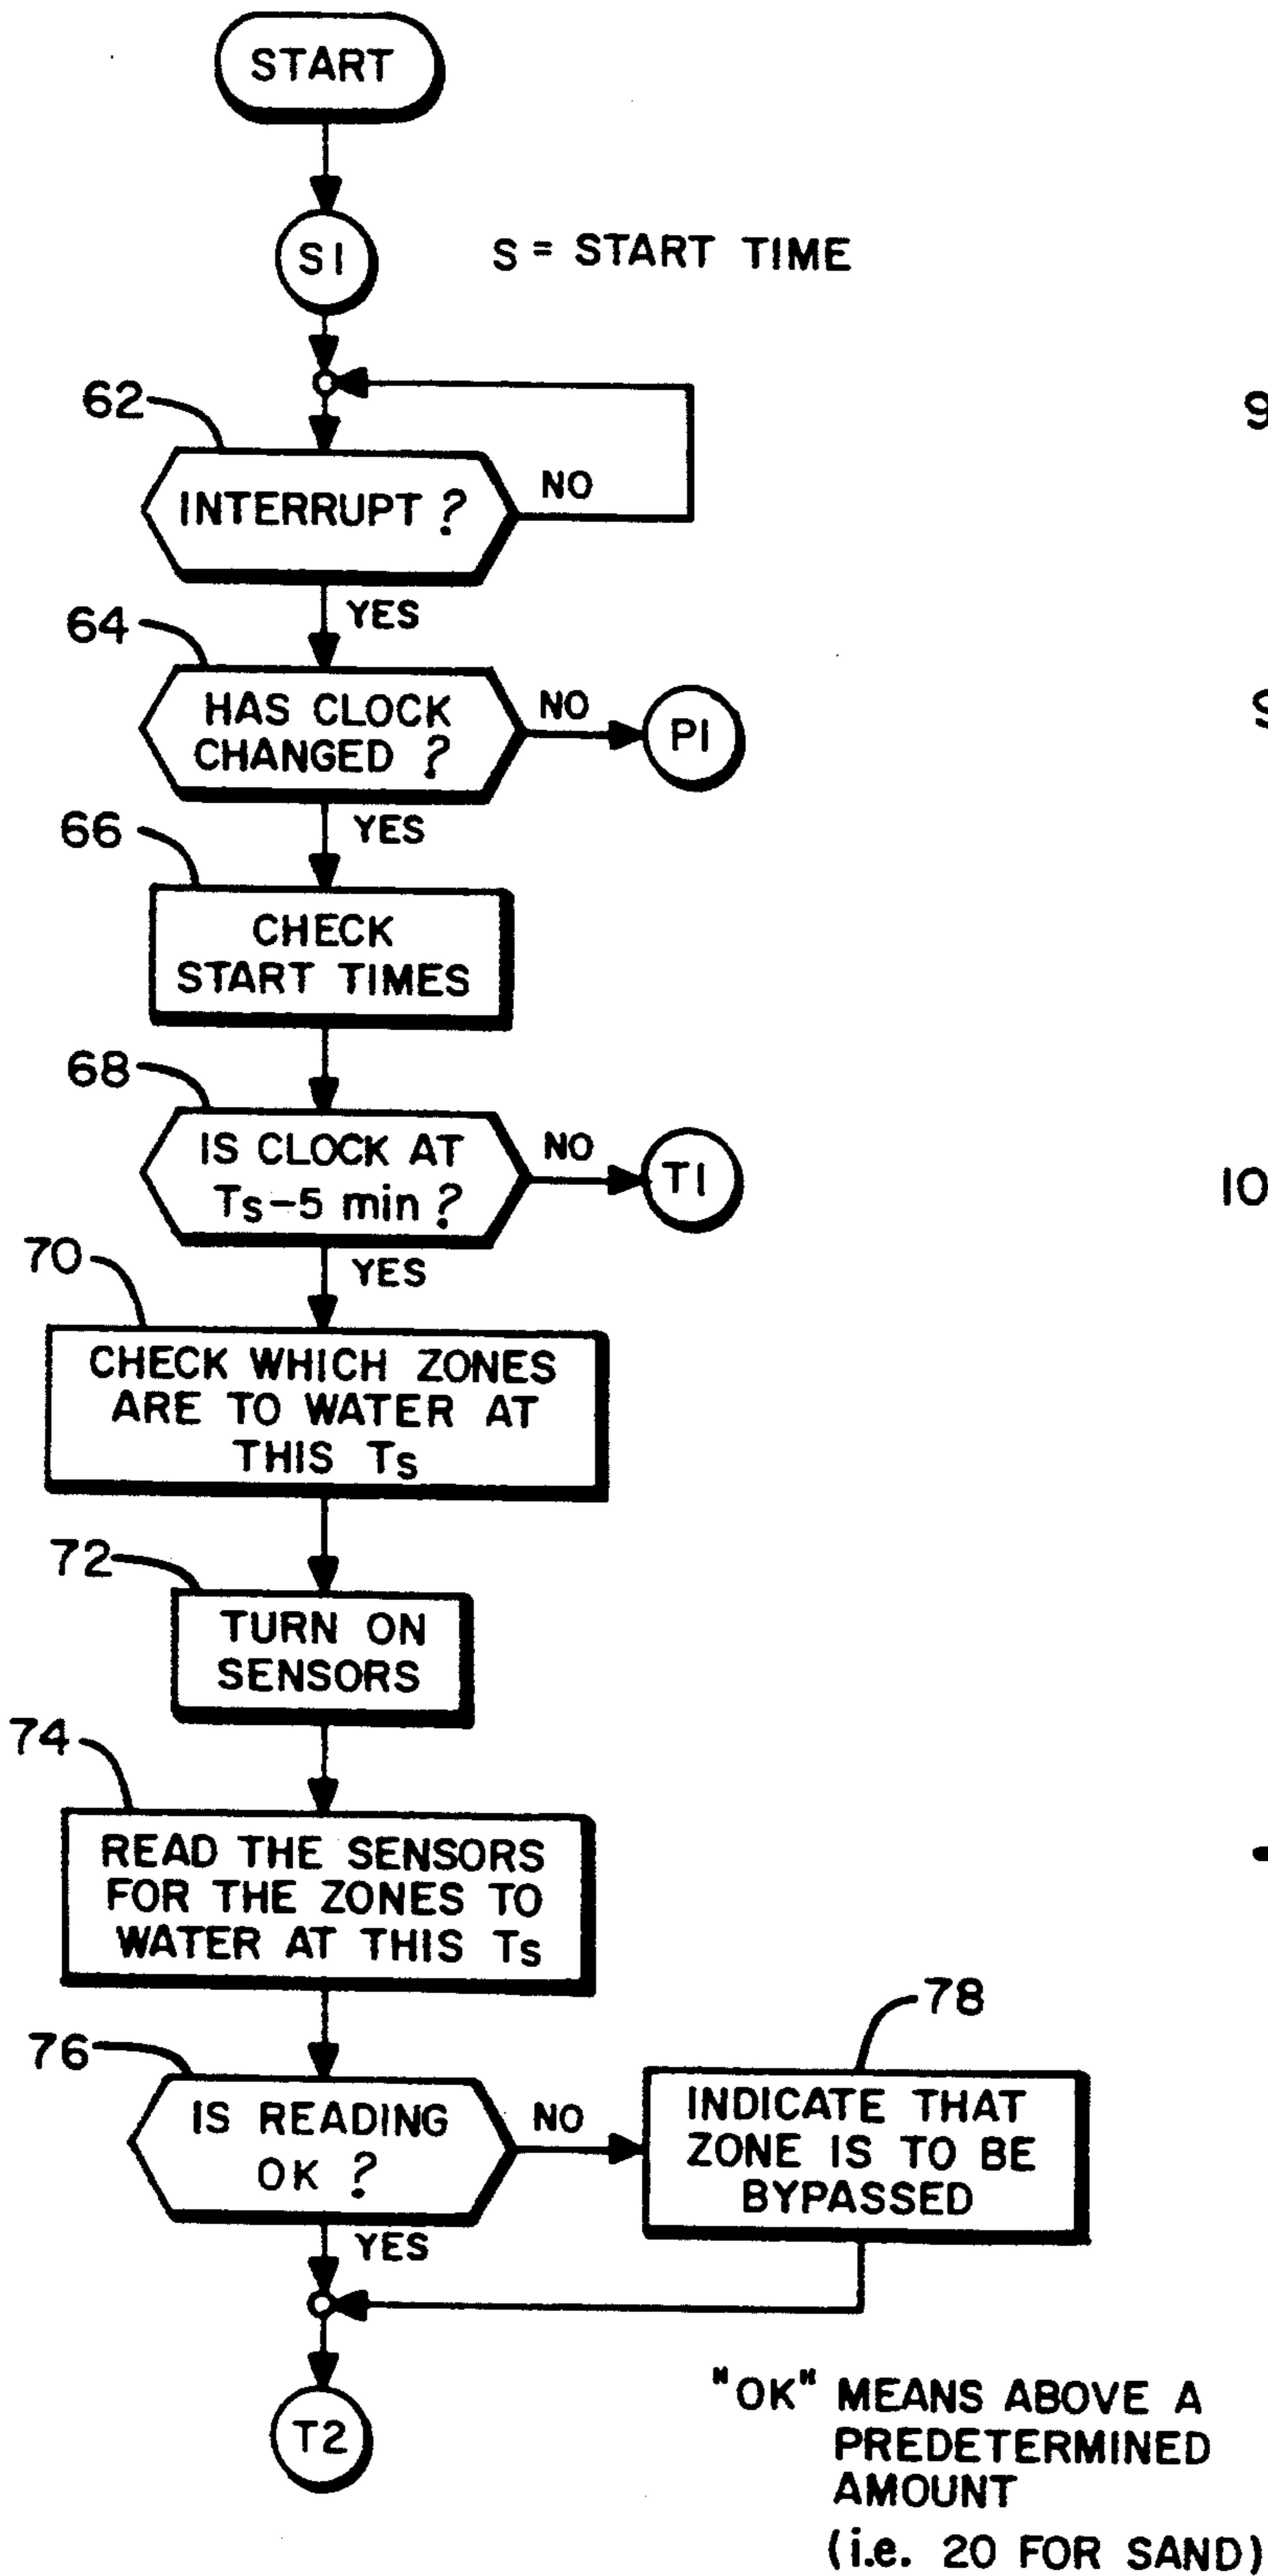 START
S1
S = START TIME
62
INTERRUPT ?
NO
YES
64
HAS CLOCK
CHANGED ?
NO
P1
YES
66
CHECK
START TIMES
68
IS CLOCK AT
Ts-5 min ?
NO
T1
YES
70
CHECK WHICH ZONES
ARE TO WATER AT
THIS Ts
72
TURN ON
SENSORS
74
READ THE SENSORS
FOR THE ZONES TO
WATER AT THIS Ts
76
IS READING
OK ?
NO
78
INDICATE THAT
ZONE IS TO BE
BYPASSED
YES
T2
"OK" MEANS ABOVE A
PREDETERMINED
AMOUNT
(i.e. 20 FOR SAND)
9
10